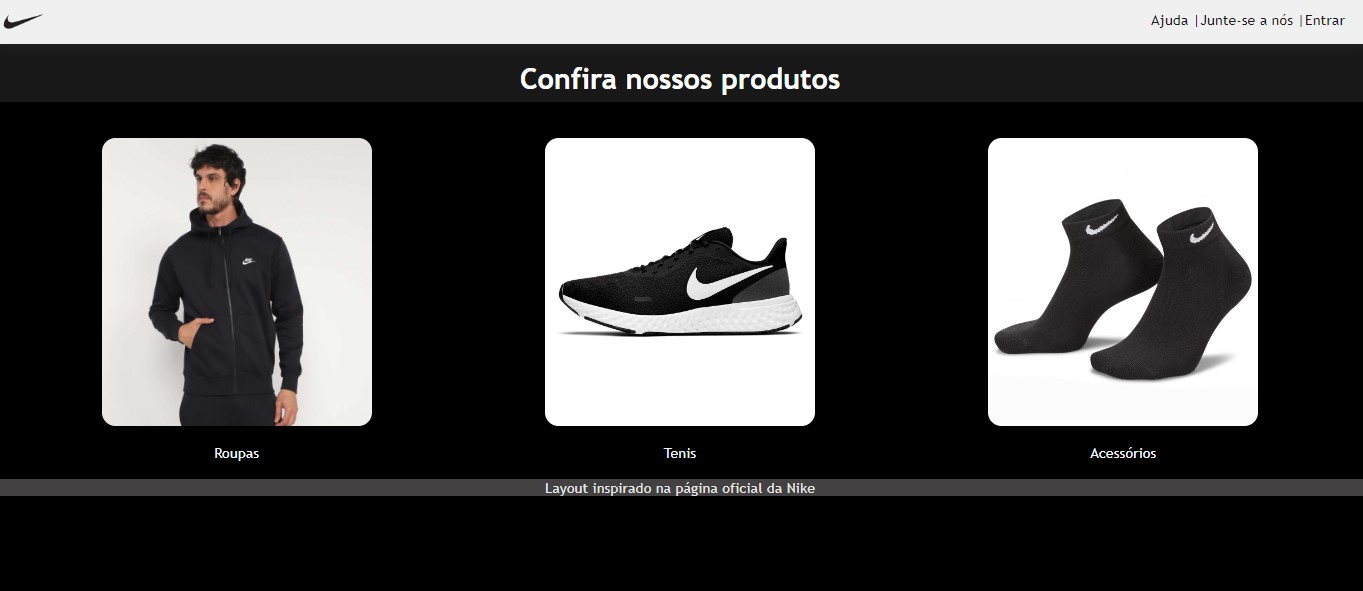 Ajuda |Junte-se a nós |Entrar
Confira nossos produtos
Roupas
Tenis
Acessórios
Layout inspirado na página oficial da Nike